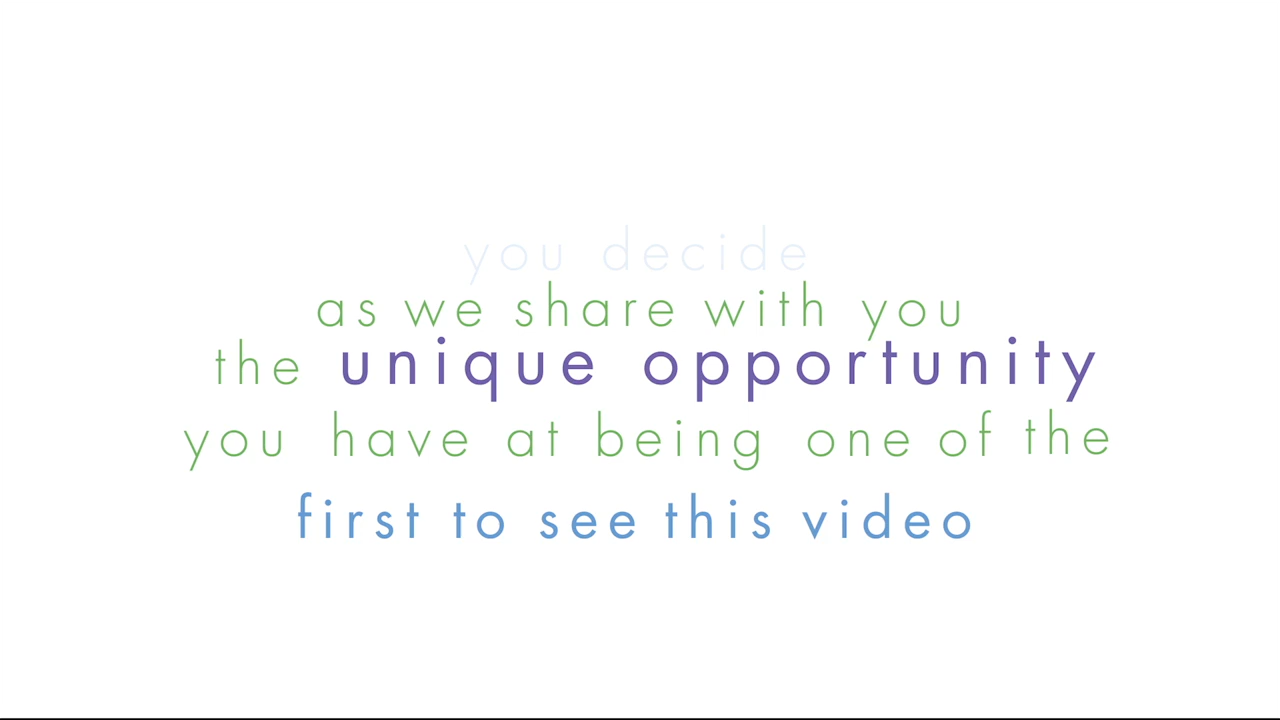 you decide
as we share with you
the unique opportunity
you have at being one of the
first to see this video